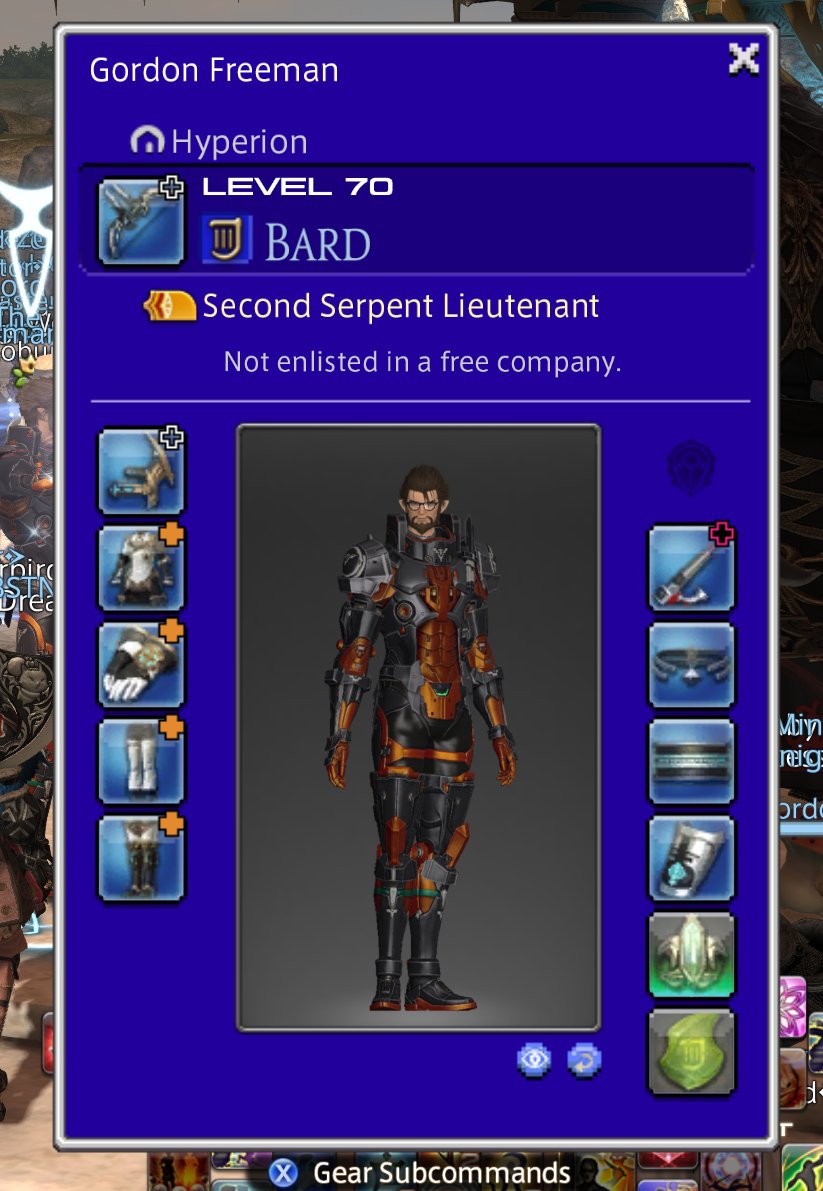 Gordon Freeman
Hyperion
LEVEL 70
BARD
Second Serpent Lieutenant
Not enlisted in a free company.
X Gear Subcommands